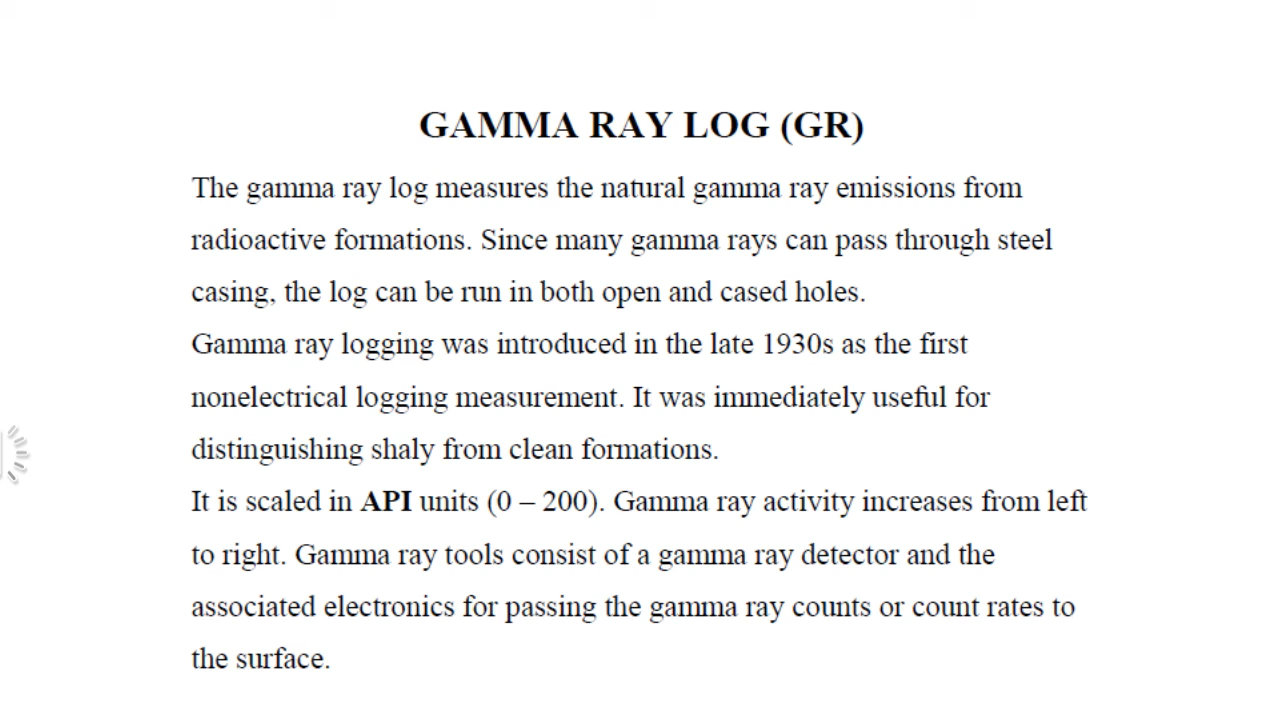 GAMMA RAY LOG (GR)
The gamma ray log measures the natural gamma ray emissions from
radioactive formations. Since many gamma rays can pass through steel
casing, the log can be run in both open and cased holes.
Gamma ray logging was introduced in the late 1930s as the first
nonelectrical logging measurement. It was immediately useful for
distinguishing shaly from clean formations.
It is scaled in API units (0 – 200). Gamma ray activity increases from left
to right. Gamma ray tools consist of a gamma ray detector and the
associated electronics for passing the gamma ray counts or count rates to
the surface.